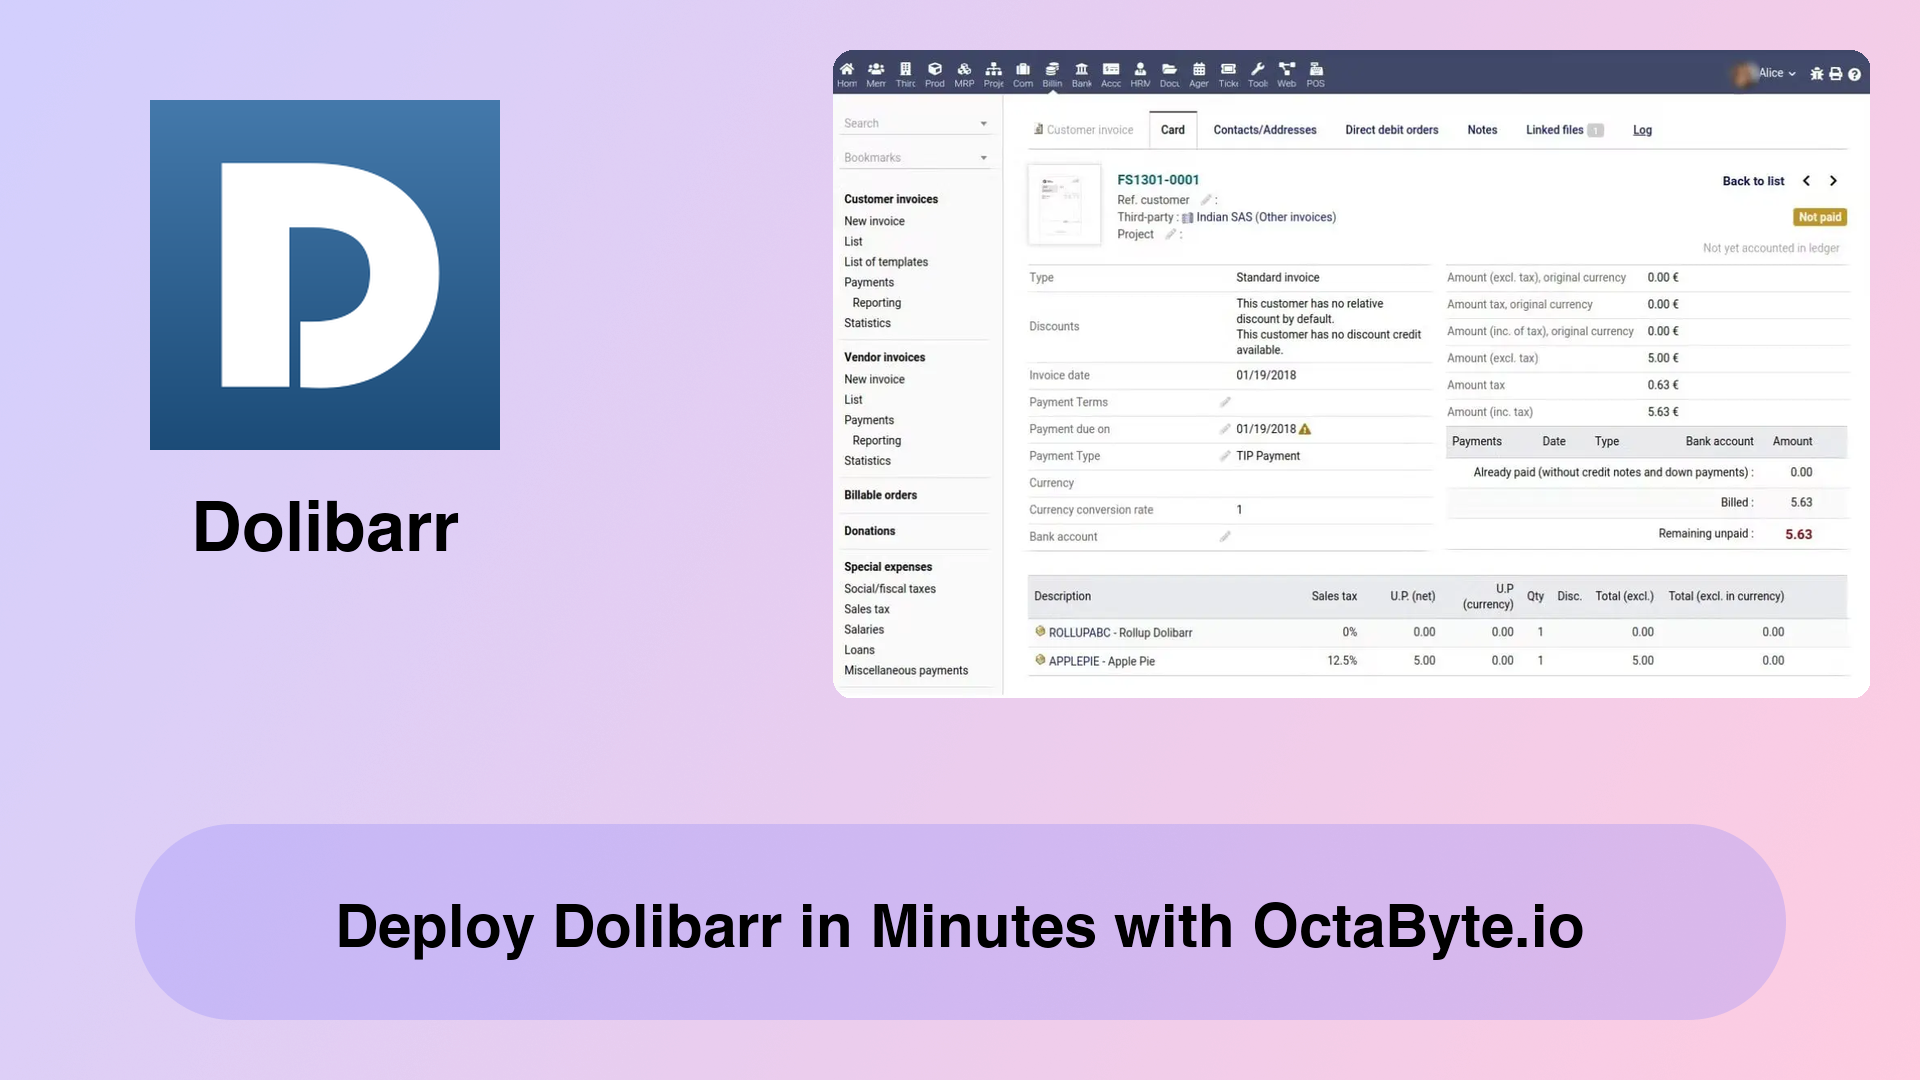 Dolibarr
Hom Mem Thirc Prod MRP Proje Com Billin Bank Acco HRM Docu Agen Ticke Tools Web POS
Alice
Search
Bookmarks
Customer invoices
New invoice
List
List of templates
Payments
Reporting
Statistics
Vendor invoices
New invoice
List
Payments
Reporting
Statistics
Billable orders
Donations
Special expenses
Social/fiscal taxes
Sales tax
Salaries
Loans
Miscellaneous payments
Customer invoice Card Contacts/Addresses Direct debit orders Notes Linked files 1 Log
FS1301-0001
Ref. customer :
Third-party : Indian SAS (Other invoices)
Project :
Back to list
Not paid
Not yet accounted in ledger
Type Standard invoice
Discounts
This customer has no relative
discount by default.
This customer has no discount credit
available.
Invoice date 01/19/2018
Payment Terms
Payment due on 01/19/2018
Payment Type TIP Payment
Currency
Currency conversion rate 1
Bank account
Amount (excl. tax), original currency 0.00 €
Amount tax, original currency 0.00 €
Amount (inc. of tax), original currency 0.00 €
Amount (excl. tax) 5.00 €
Amount tax 0.63 €
Amount (inc. tax) 5.63 €
Payments Date Type Bank account Amount
Already paid (without credit notes and down payments) : 0.00
Billed : 5.63
Remaining unpaid : 5.63
Description Sales tax U.P. (net) U.P (currency) Qty Disc. Total (excl.) Total (excl. in currency)
ROLLUPABC - Rollup Dolibarr 0% 0.00 0.00 1 0.00 0.00
APPLEPIE - Apple Pie 12.5% 5.00 0.00 1 5.00 0.00
Deploy Dolibarr in Minutes with OctaByte.io